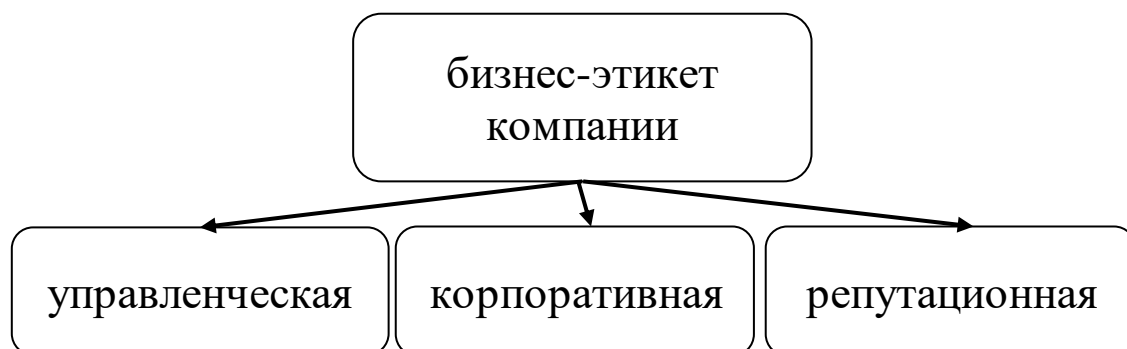 бизнес-этикет
компании
управленческая
корпоративная
репутационная